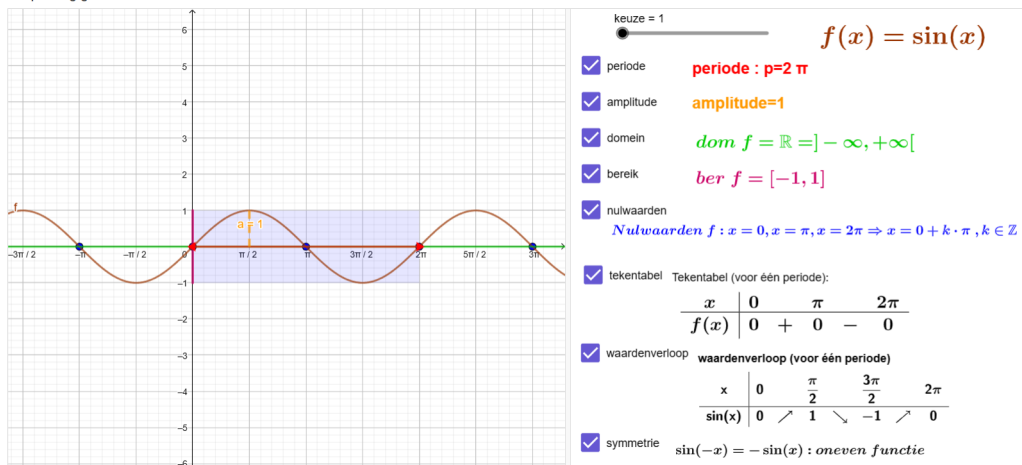 keuze = 1
f(x) = sin(x)
periode
periode : p=2 π
amplitude
amplitude=1
domein
dom f = ℝ =] − ∞, +∞[
bereik
ber f = [−1, 1]
nulwaarden
Nulwaarden f : x = 0, x = π, x = 2π ⇒ x = 0 + k · π , k ∈ ℤ
tekentabel
Tekentabel (voor één periode):
x 0 π 2π
f(x) 0 + 0 − 0
waardenverloop
waardenverloop (voor één periode)
x 0 π/2 3π/2 2π
sin(x) 0 ↗ 1 ↘ −1 ↗ 0
symmetrie
sin(−x) = − sin(x) : oneven functie
6
5
4
3
2
1
f
a = 1
−3π / 2 −π −π / 2 0 π / 2 π 3π / 2 2π 5π / 2 3π
−1
−2
−3
−4
−5
−6